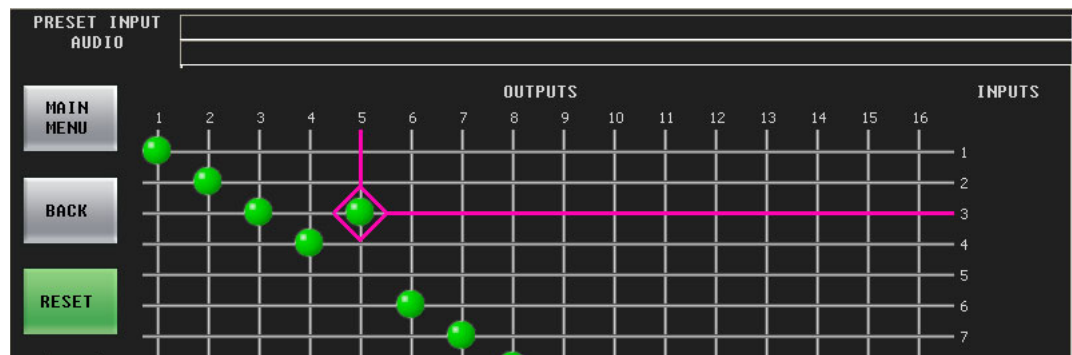 PRESET INPUT
AUDIO
OUTPUTS
INPUTS
MAIN
MENU
1 2 3 4 5 6 7 8 9 10 11 12 13 14 15 16
1
2
BACK
3
4
5
RESET
6
7